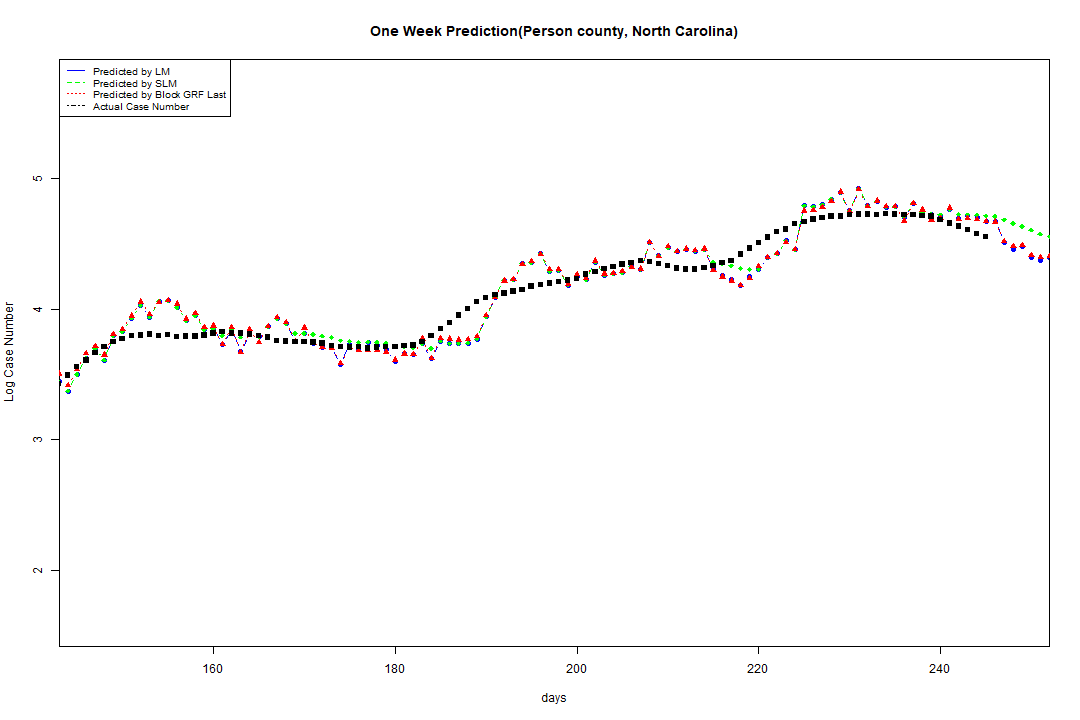 One Week Prediction(Person county, North Carolina)
Predicted by LM
Predicted by SLM
Predicted by Block GRF Last
Actual Case Number
5
4
3
2
Log Case Number
160 180 200 220 240
days